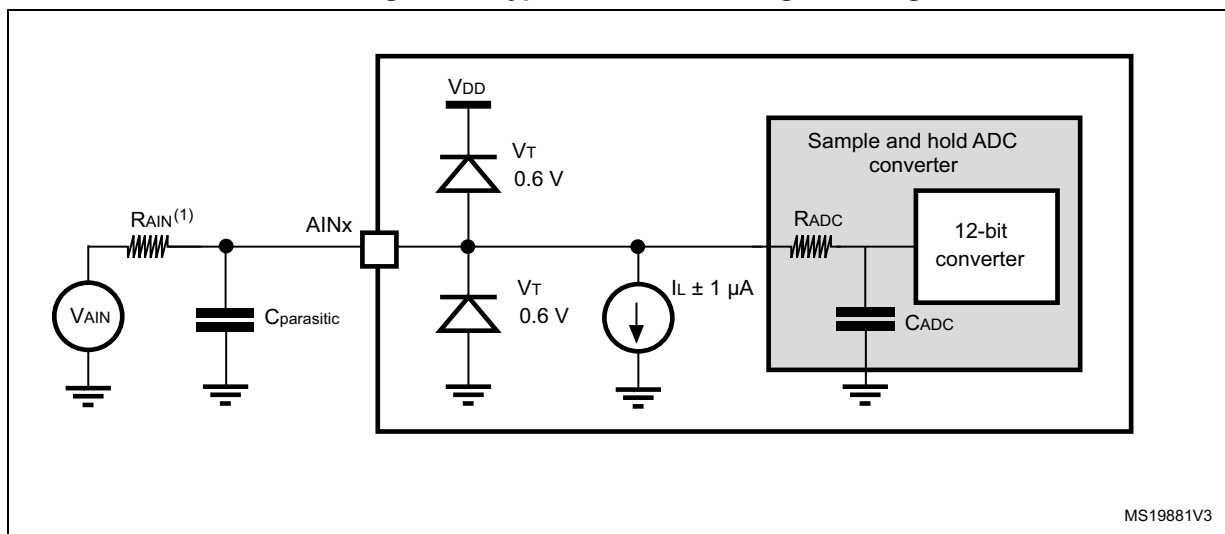 VDD
Sample and hold ADC
converter
VT
0.6 V
RAIN(1)
AINx
RADC
12-bit
converter
VT
0.6 V
IL ± 1 µA
VAIN
Cparasitic
CADC
MS19881V3